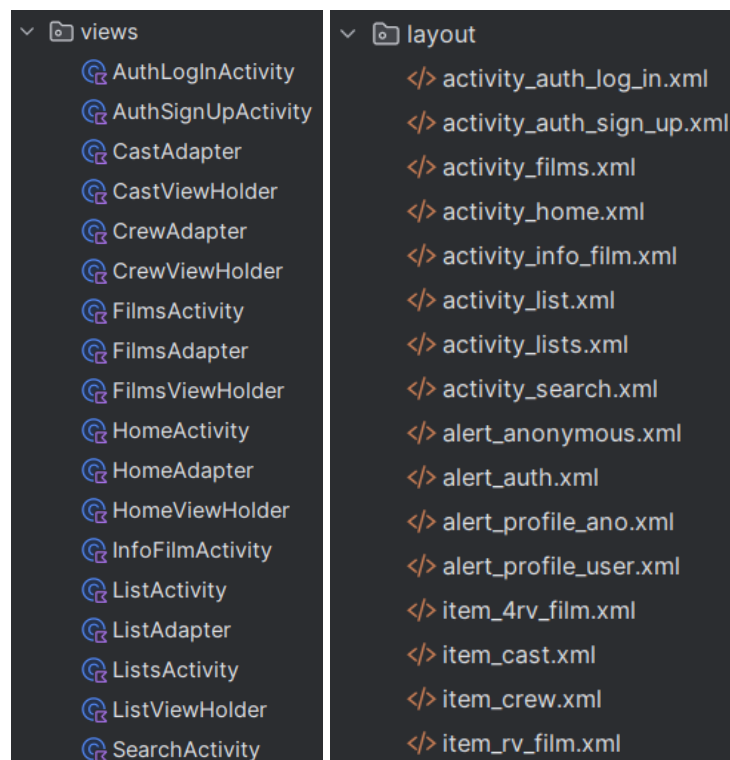 views
AuthLogInActivity
AuthSignUpActivity
CastAdapter
CastViewHolder
CrewAdapter
CrewViewHolder
FilmsActivity
FilmsAdapter
FilmsViewHolder
HomeActivity
HomeAdapter
HomeViewHolder
InfoFilmActivity
ListActivity
ListAdapter
ListsActivity
ListViewHolder
SearchActivity
layout
activity_auth_log_in.xml
activity_auth_sign_up.xml
activity_films.xml
activity_home.xml
activity_info_film.xml
activity_list.xml
activity_lists.xml
activity_search.xml
alert_anonymous.xml
alert_auth.xml
alert_profile_ano.xml
alert_profile_user.xml
item_4rv_film.xml
item_cast.xml
item_crew.xml
item_rv_film.xml